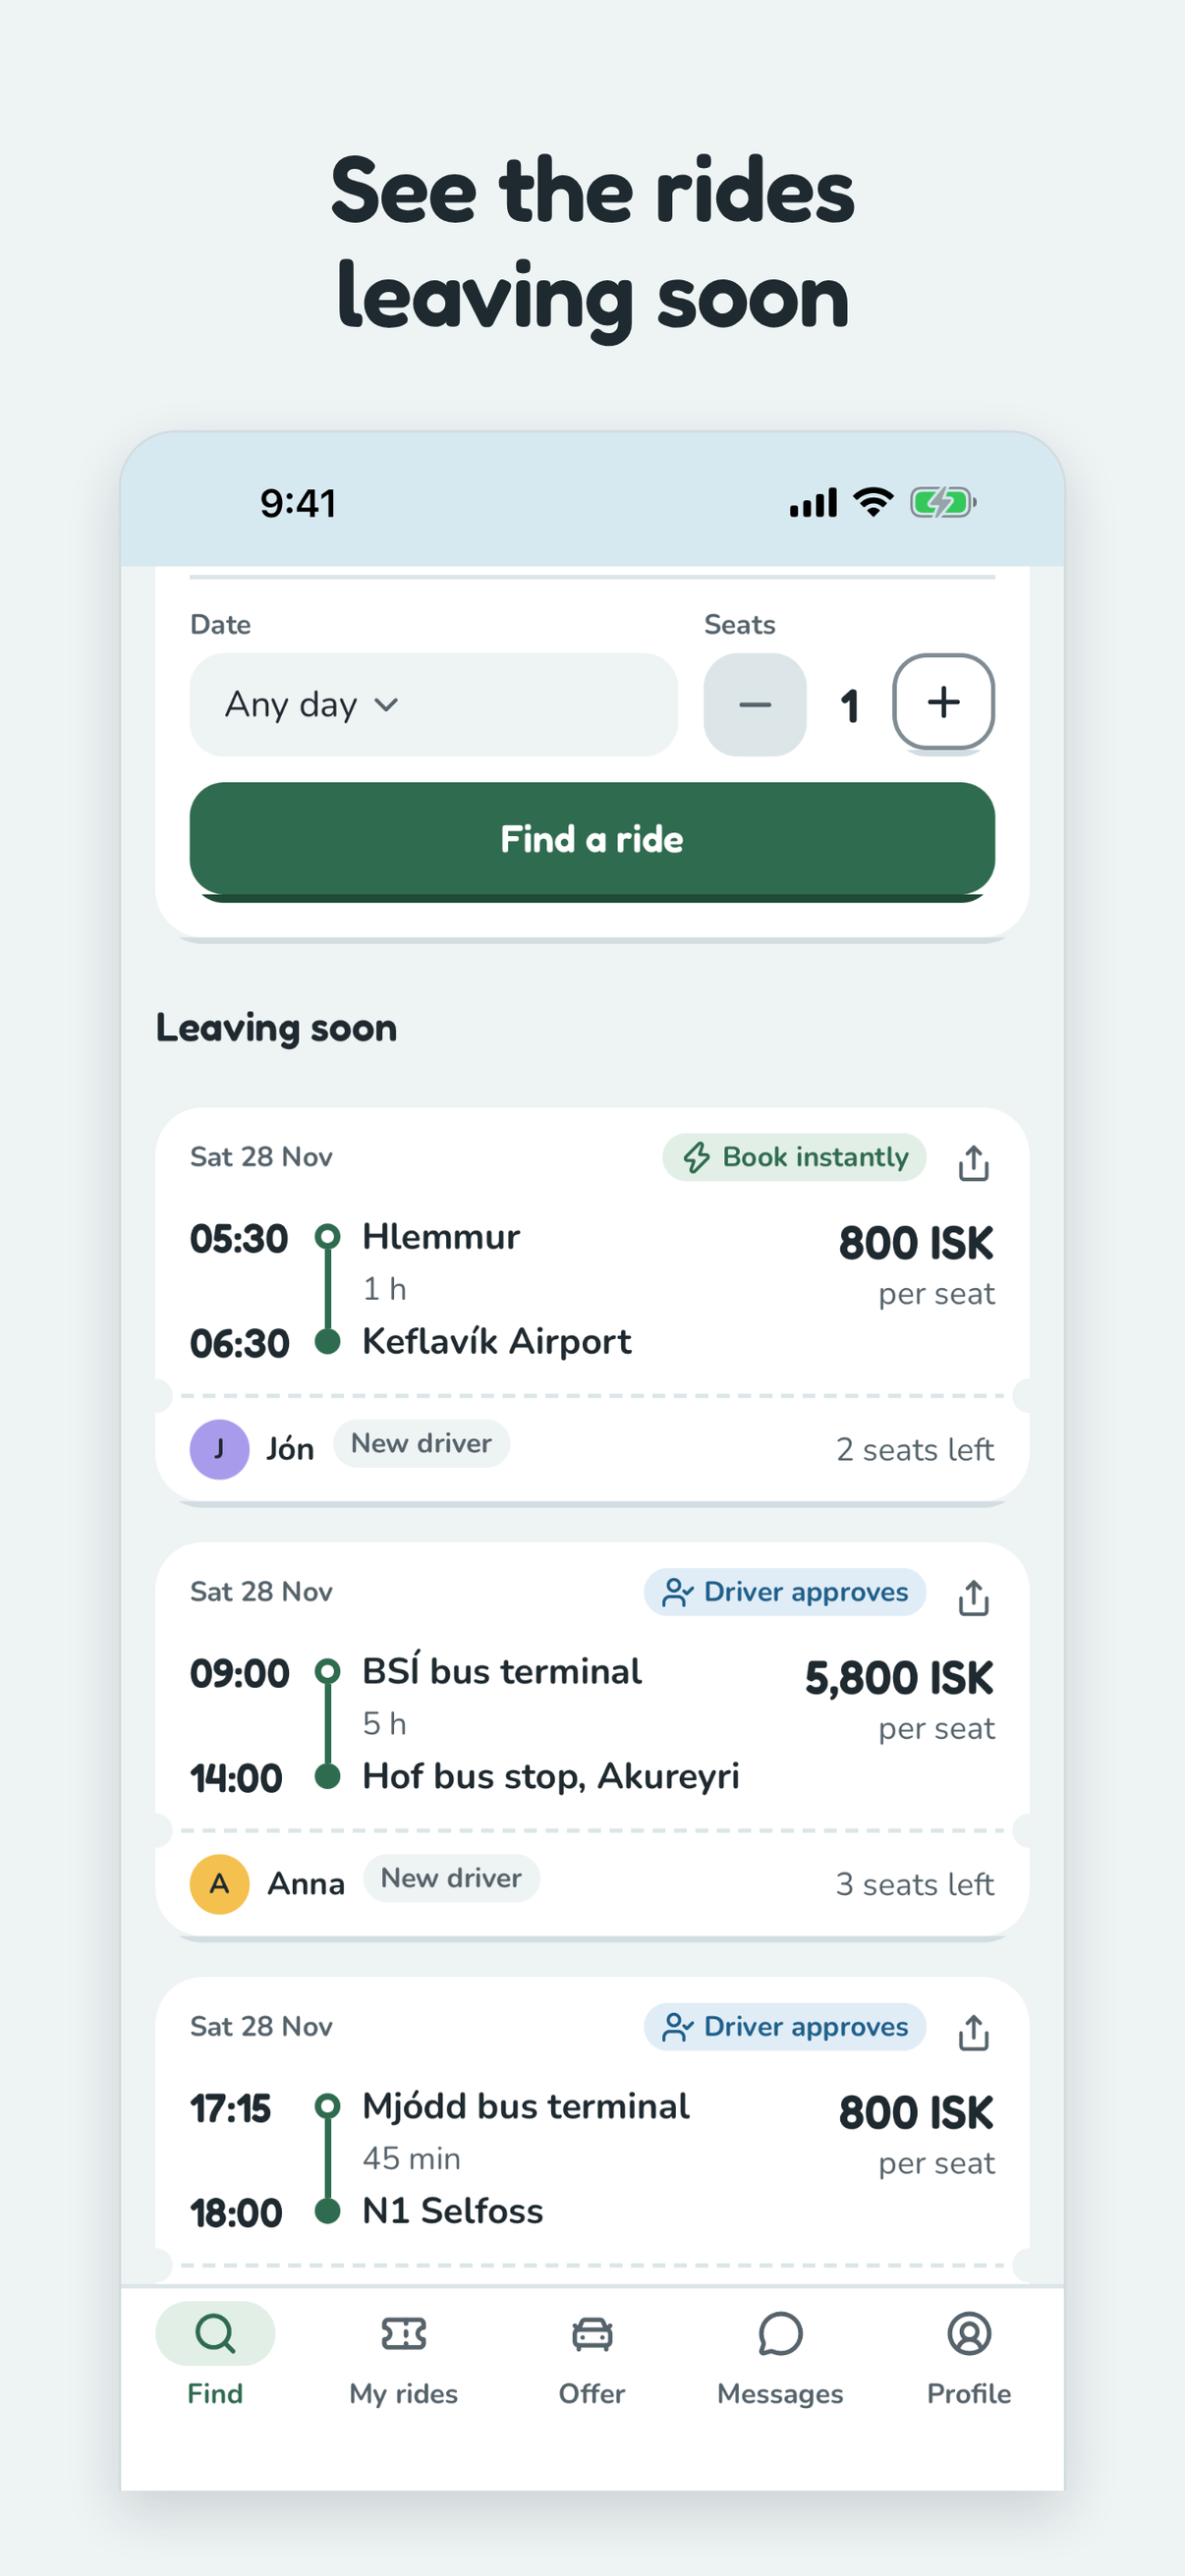 See the rides
leaving soon
9:41
Date
Seats
Any day
1
Find a ride
Leaving soon
Sat 28 Nov
Book instantly
05:30
Hlemmur
800 ISK
1 h
per seat
06:30
Keflavík Airport
J
Jón
New driver
2 seats left
Sat 28 Nov
Driver approves
09:00
BSÍ bus terminal
5,800 ISK
5 h
per seat
14:00
Hof bus stop, Akureyri
A
Anna
New driver
3 seats left
Sat 28 Nov
Driver approves
17:15
Mjódd bus terminal
800 ISK
45 min
per seat
18:00
N1 Selfoss
Find
My rides
Offer
Messages
Profile